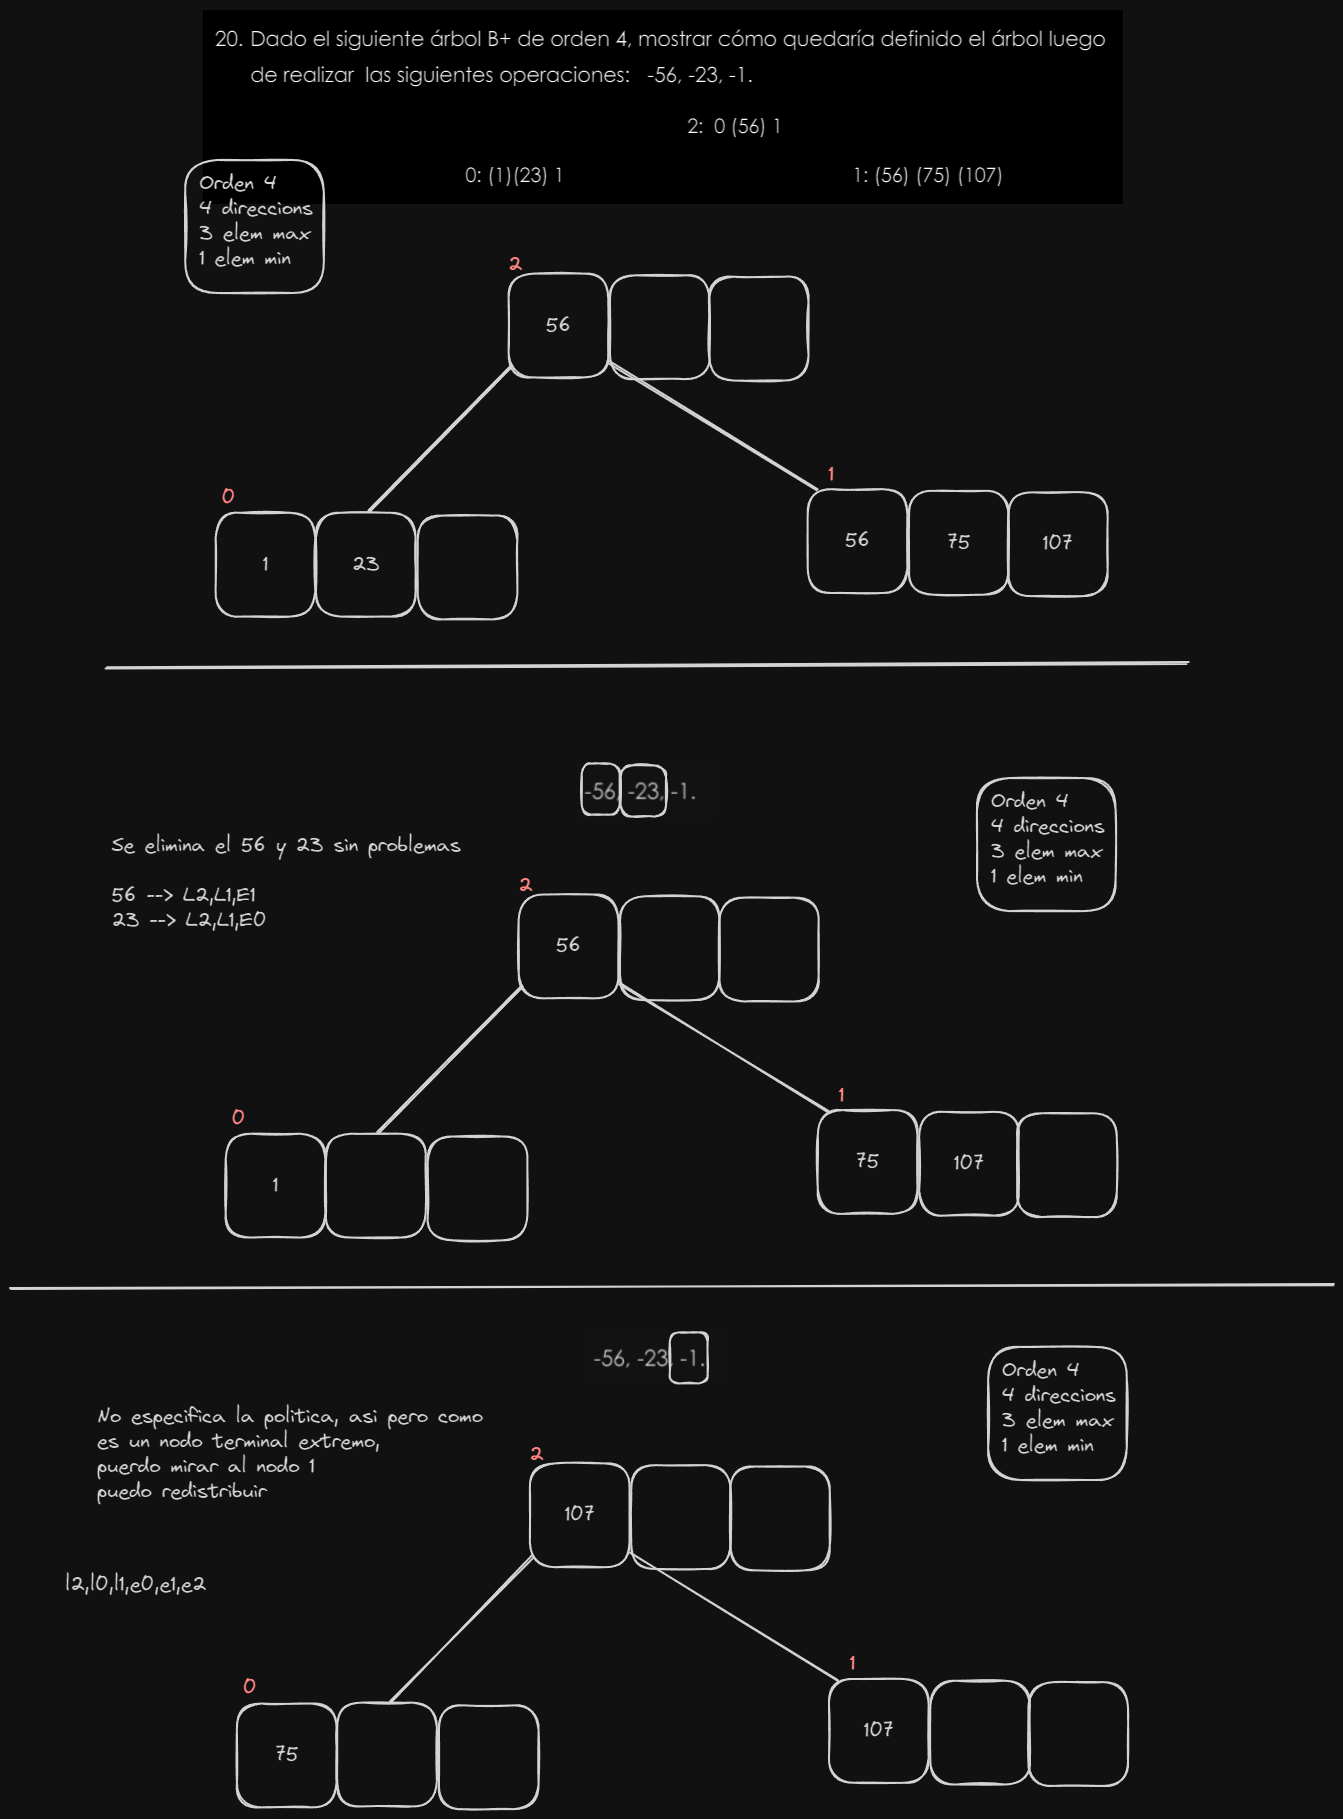 20. Dado el siguiente árbol B+ de orden 4, mostrar cómo quedaría definido el árbol luego
de realizar las siguientes operaciones: -56, -23, -1.
2: 0 (56) 1
0: (1)(23) 1
1: (56) (75) (107)
Orden 4
4 direccions
3 elem max
1 elem min
2
56
0
1
23
1
56
75
107
-56, -23, -1.
Orden 4
4 direccions
3 elem max
1 elem min
Se elimina el 56 y 23 sin problemas
56 --> L2,L1,E1
23 --> L2,L1,E0
2
56
0
1
1
75
107
-56, -23, -1.
Orden 4
4 direccions
3 elem max
1 elem min
No especifica la politica, asi pero como
es un nodo terminal extremo,
puerdo mirar al nodo 1
puedo redistribuir
2
107
l2,l0,l1,e0,e1,e2
0
75
1
107